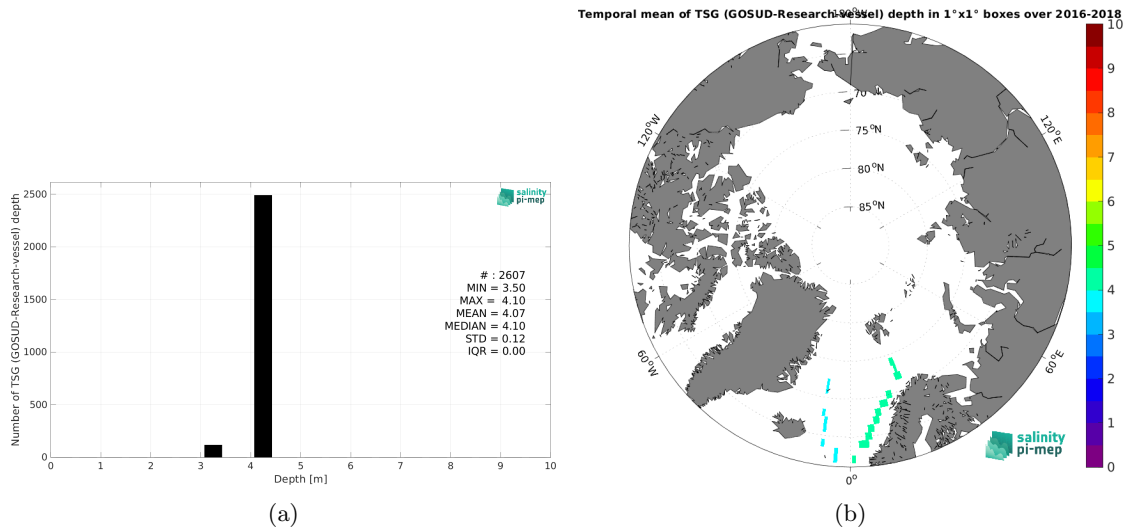 Temporal mean of TSG (GOSUD-Research-vessel) depth in 1°x1° boxes over 2016-2018
Number of TSG (GOSUD-Research-vessel) depth
2500
2000
1500
1000
500
0
0 1 2 3 4 5 6 7 8 9 10
Depth [m]
salinity
pi-mep
# : 2607
MIN = 3.50
MAX = 4.10
MEAN = 4.07
MEDIAN = 4.10
STD = 0.12
IQR = 0.00
(a)
180°W
120°W
120°E
60°W
60°E
0°
70
75°N
80°N
85°N
10
9
8
7
6
5
4
3
2
1
0
salinity
pi-mep
(b)